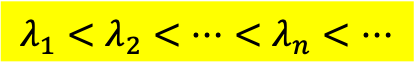 λ₁ < λ₂ < ⋯ < λₙ < ⋯